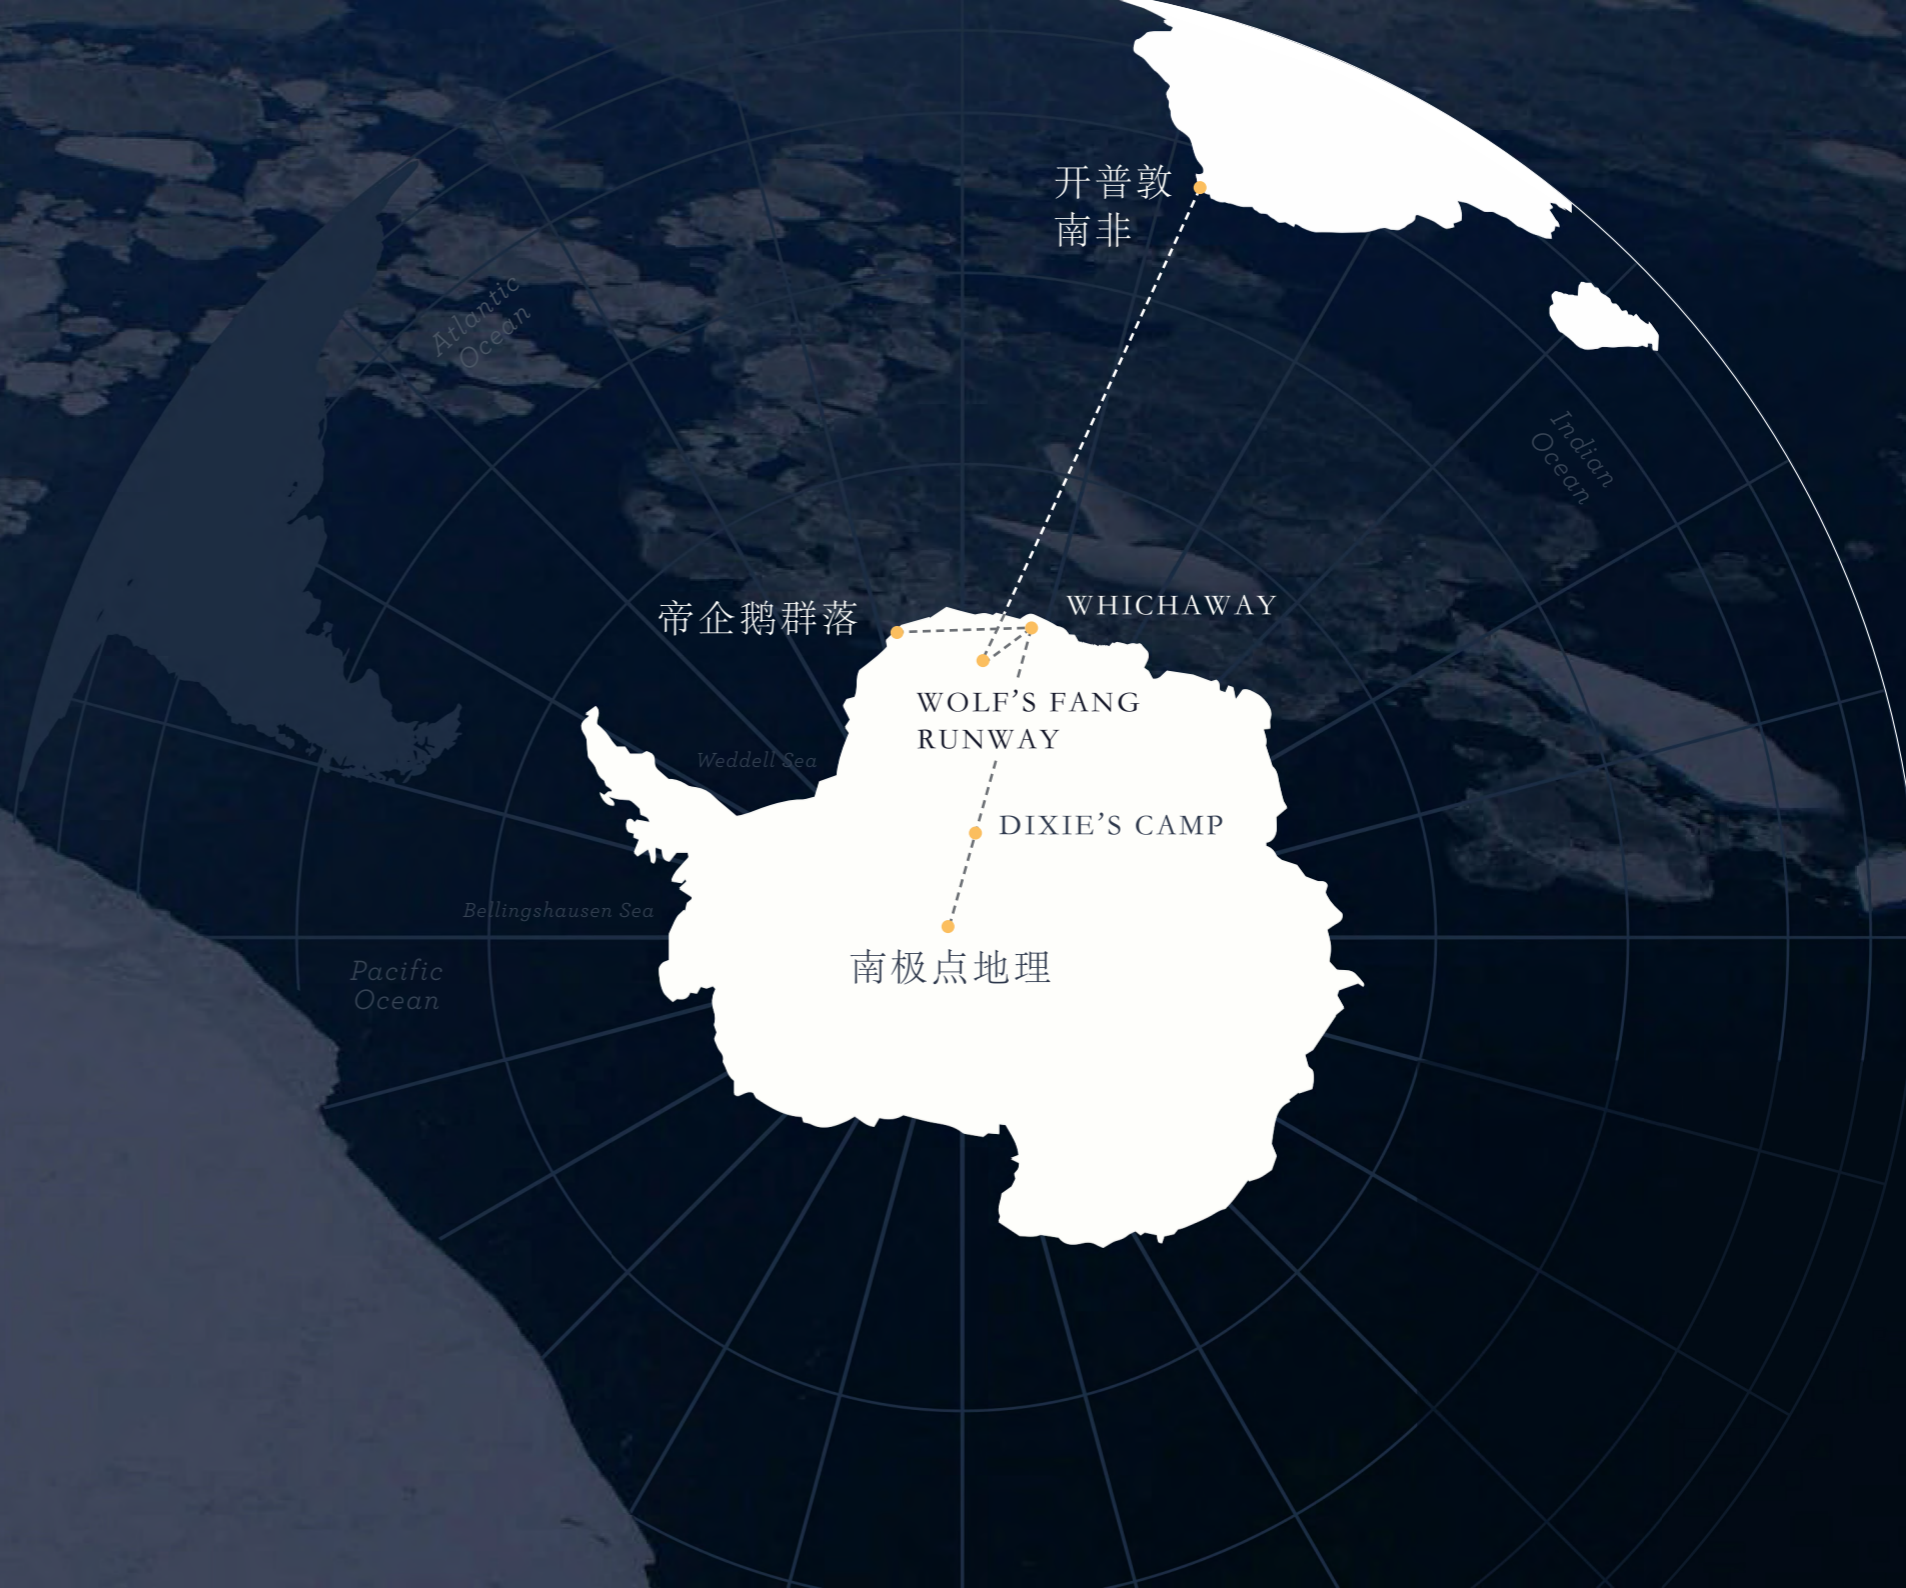 开普敦
南非
Atlantic
Ocean
Indian
Ocean
帝企鹅群落
WHICHAWAY
WOLF’S FANG
RUNWAY
Weddell Sea
DIXIE’S CAMP
Bellingshausen Sea
南极点地理
Pacific
Ocean